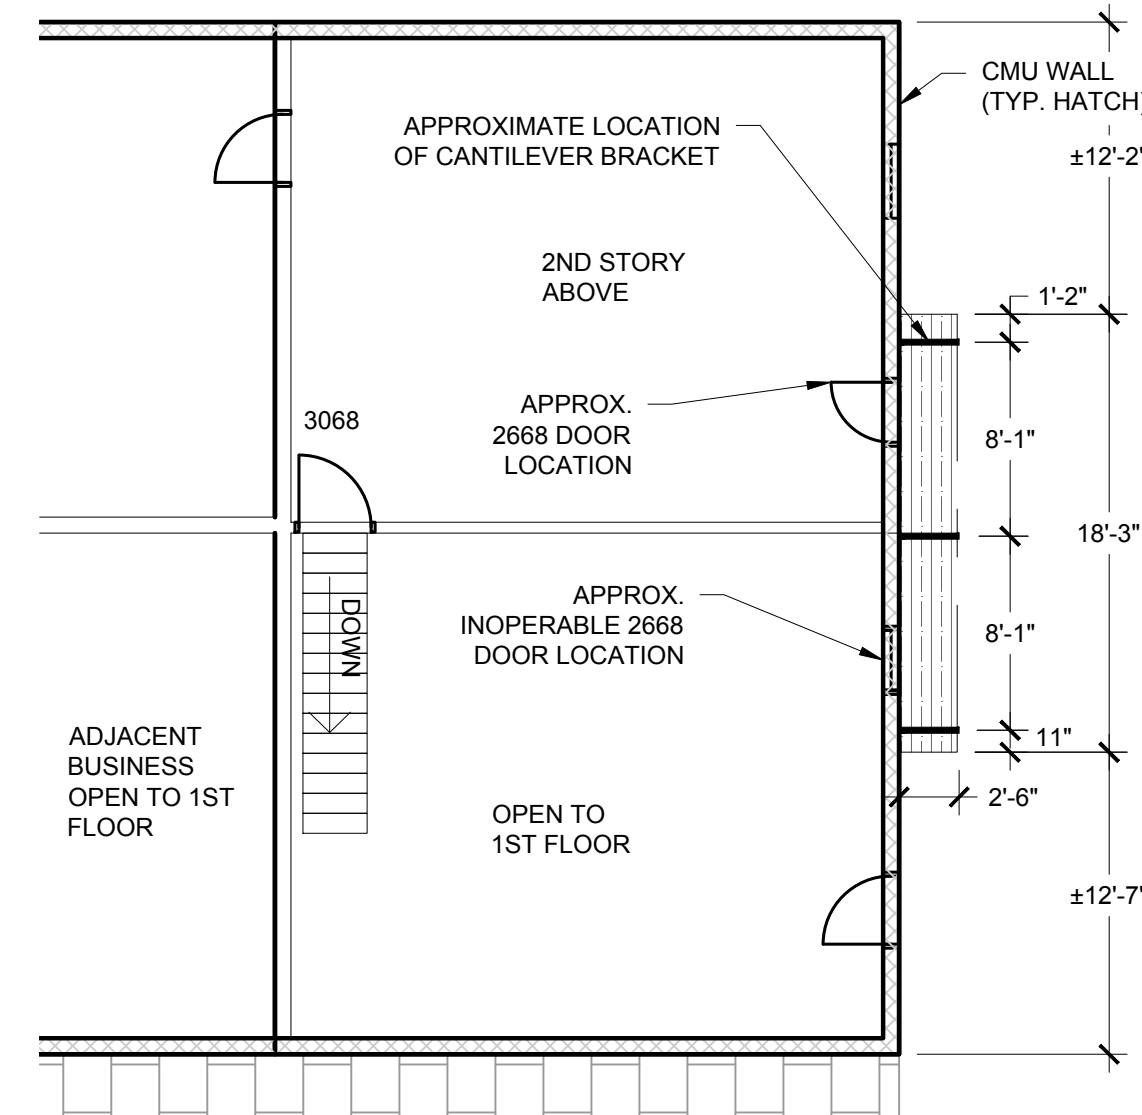 CMU WALL
(TYP. HATCH)
APPROXIMATE LOCATION
OF CANTILEVER BRACKET
±12'-2"
2ND STORY
ABOVE
1'-2"
APPROX.
2668 DOOR
LOCATION
3068
8'-1"
18'-3"
APPROX.
INOPERABLE 2668
DOOR LOCATION
DOWN
8'-1"
ADJACENT
BUSINESS
OPEN TO 1ST
FLOOR
11"
2'-6"
OPEN TO
1ST FLOOR
±12'-7"